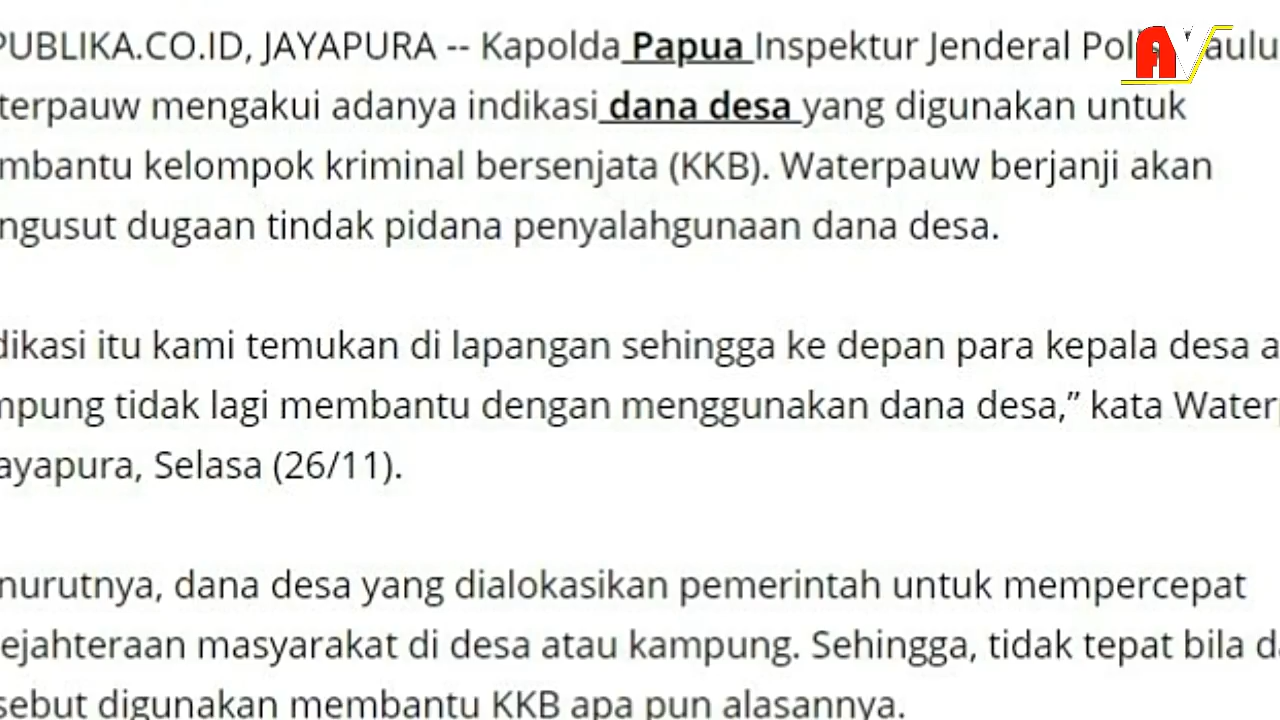 PUBLIKA.CO.ID, JAYAPURA -- Kapolda Papua Inspektur Jenderal Pol aulu
terpauw mengakui adanya indikasi dana desa yang digunakan untuk
mbantu kelompok kriminal bersenjata (KKB). Waterpauw berjanji akan
ngusut dugaan tindak pidana penyalahgunaan dana desa.
dikasi itu kami temukan di lapangan sehingga ke depan para kepala desa a
mpung tidak lagi membantu dengan menggunakan dana desa,” kata Waterp
ayapura, Selasa (26/11).
nurutnya, dana desa yang dialokasikan pemerintah untuk mempercepat
ejahteraan masyarakat di desa atau kampung. Sehingga, tidak tepat bila da
sebut digunakan membantu KKB apa pun alasannya.
AV